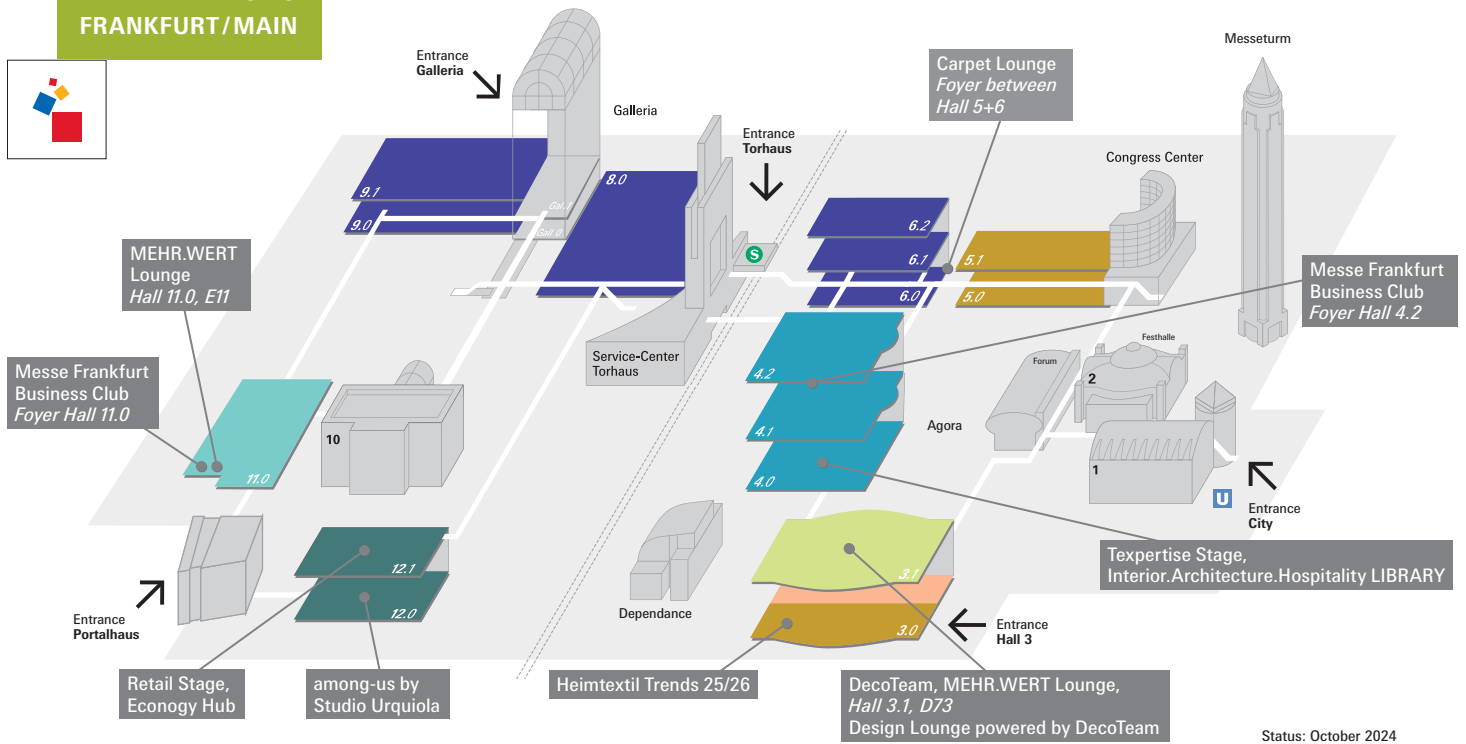 FRANKFURT/MAIN
Entrance
Galleria
Galleria
Entrance
Torhaus
Carpet Lounge
Foyer between
Hall 5+6
Messeturm
Congress Center
9.1
9.0
Gal.1
Gall.0
8.0
S
6.2
6.1
6.0
5.1
5.0
MEHR.WERT
Lounge
Hall 11.0, E11
Messe Frankfurt
Business Club
Foyer Hall 4.2
Service-Center
Torhaus
Messe Frankfurt
Business Club
Foyer Hall 11.0
10
11.0
4.2
4.1
4.0
Agora
Forum
Festhalle
2
1
U
Entrance
City
Texpertise Stage,
Interior.Architecture.Hospitality LIBRARY
Entrance
Portalhaus
12.1
12.0
Dependance
3.1
3.0
Entrance
Hall 3
Retail Stage,
Econogy Hub
among-us by
Studio Urquiola
Heimtextil Trends 25/26
DecoTeam, MEHR.WERT Lounge,
Hall 3.1, D73
Design Lounge powered by DecoTeam
Status: October 2024